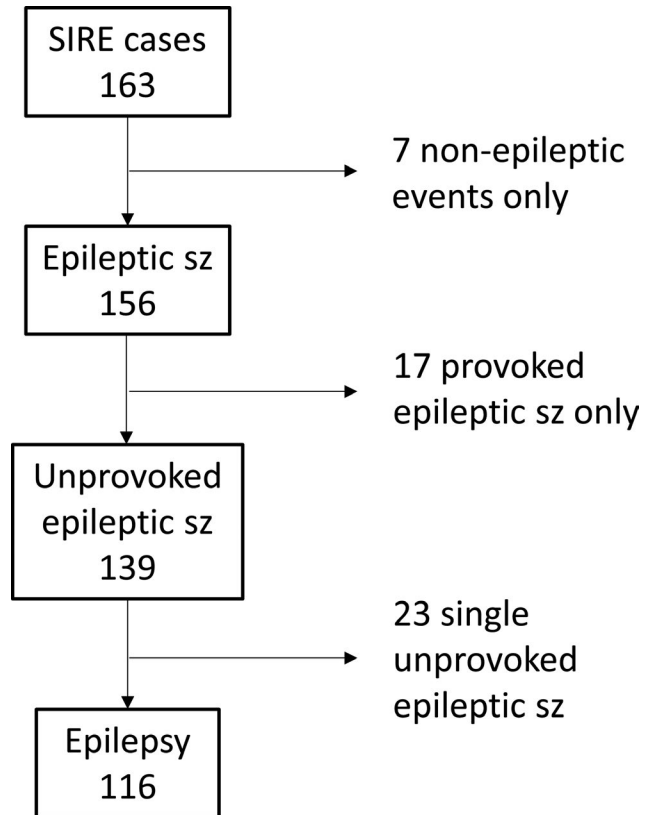 SIRE cases
163
7 non-epileptic
events only
Epileptic sz
156
17 provoked
epileptic sz only
Unprovoked
epileptic sz
139
23 single
unprovoked
epileptic sz
Epilepsy
116